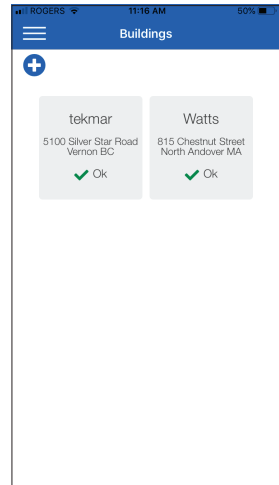 ROGERS 11:16 AM 50%
Buildings
tekmar
5100 Silver Star Road
Vernon BC
Ok
Watts
815 Chestnut Street
North Andover MA
Ok